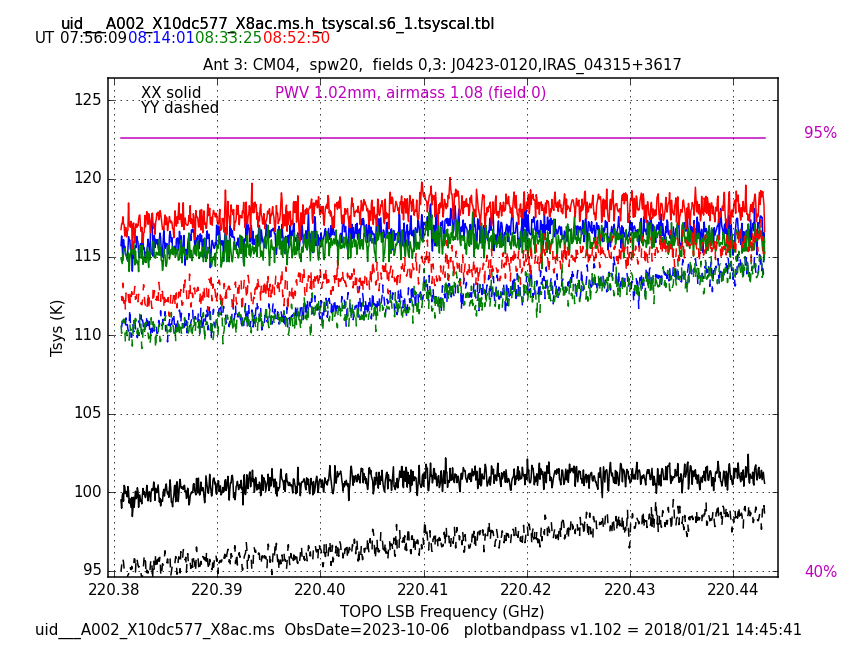 uid___A002_X10dc577_X8ac.ms.h_tsyscal.s6_1.tsyscal.tbl
UT 07:56:09 08:14:01 08:33:25 08:52:50
Ant 3: CM04,  spw20,  fields 0,3: J0423-0120,IRAS_04315+3617
XX solid
YY dashed
PWV 1.02mm, airmass 1.08 (field 0)
95%
40%
125
120
115
110
105
100
95
Tsys (K)
220.38 220.39 220.40 220.41 220.42 220.43 220.44
TOPO LSB Frequency (GHz)
uid___A002_X10dc577_X8ac.ms  ObsDate=2023-10-06   plotbandpass v1.102 = 2018/01/21 14:45:41